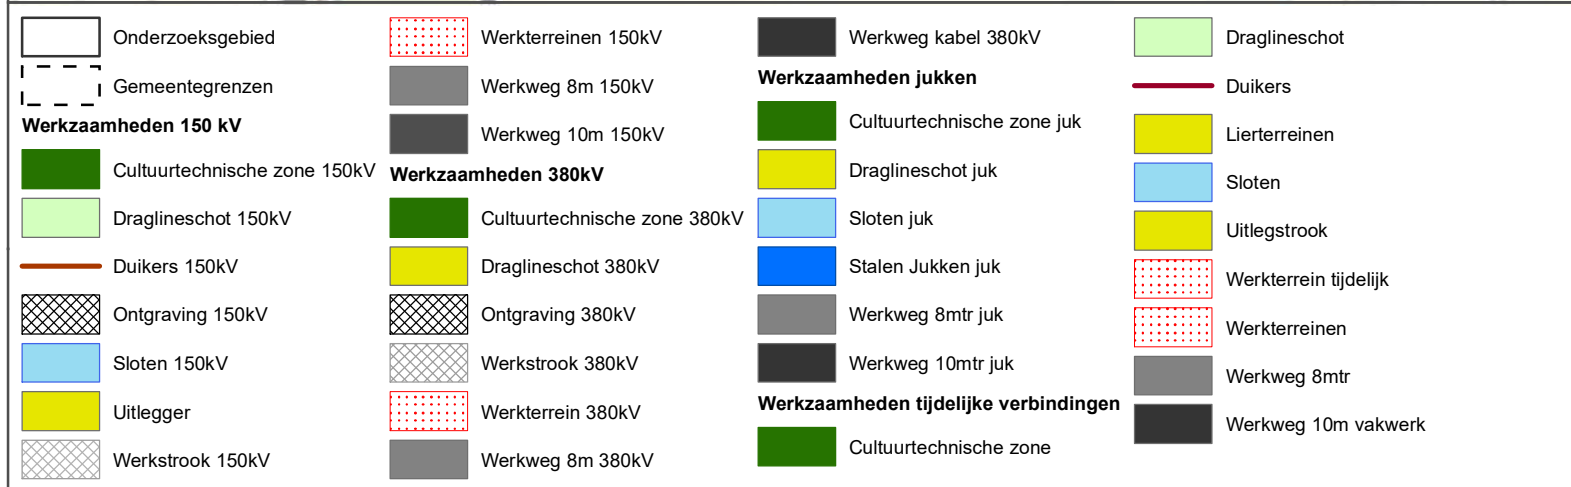 Onderzoeksgebied
Gemeentegrenzen
Werkzaamheden 150 kV
Cultuurtechnische zone 150kV
Draglineschot 150kV
Duikers 150kV
Ontgraving 150kV
Sloten 150kV
Uitlegger
Werkstrook 150kV
Werkterreinen 150kV
Werkweg 8m 150kV
Werkweg 10m 150kV
Werkzaamheden 380kV
Cultuurtechnische zone 380kV
Draglineschot 380kV
Ontgraving 380kV
Werkstrook 380kV
Werkterrein 380kV
Werkweg 8m 380kV
Werkweg kabel 380kV
Werkzaamheden jukken
Cultuurtechnische zone juk
Draglineschot juk
Sloten juk
Stalen Jukken juk
Werkweg 8mtr juk
Werkweg 10mtr juk
Werkzaamheden tijdelijke verbindingen
Cultuurtechnische zone
Draglineschot
Duikers
Lierterreinen
Sloten
Uitlegstrook
Werkterrein tijdelijk
Werkterreinen
Werkweg 8mtr
Werkweg 10m vakwerk